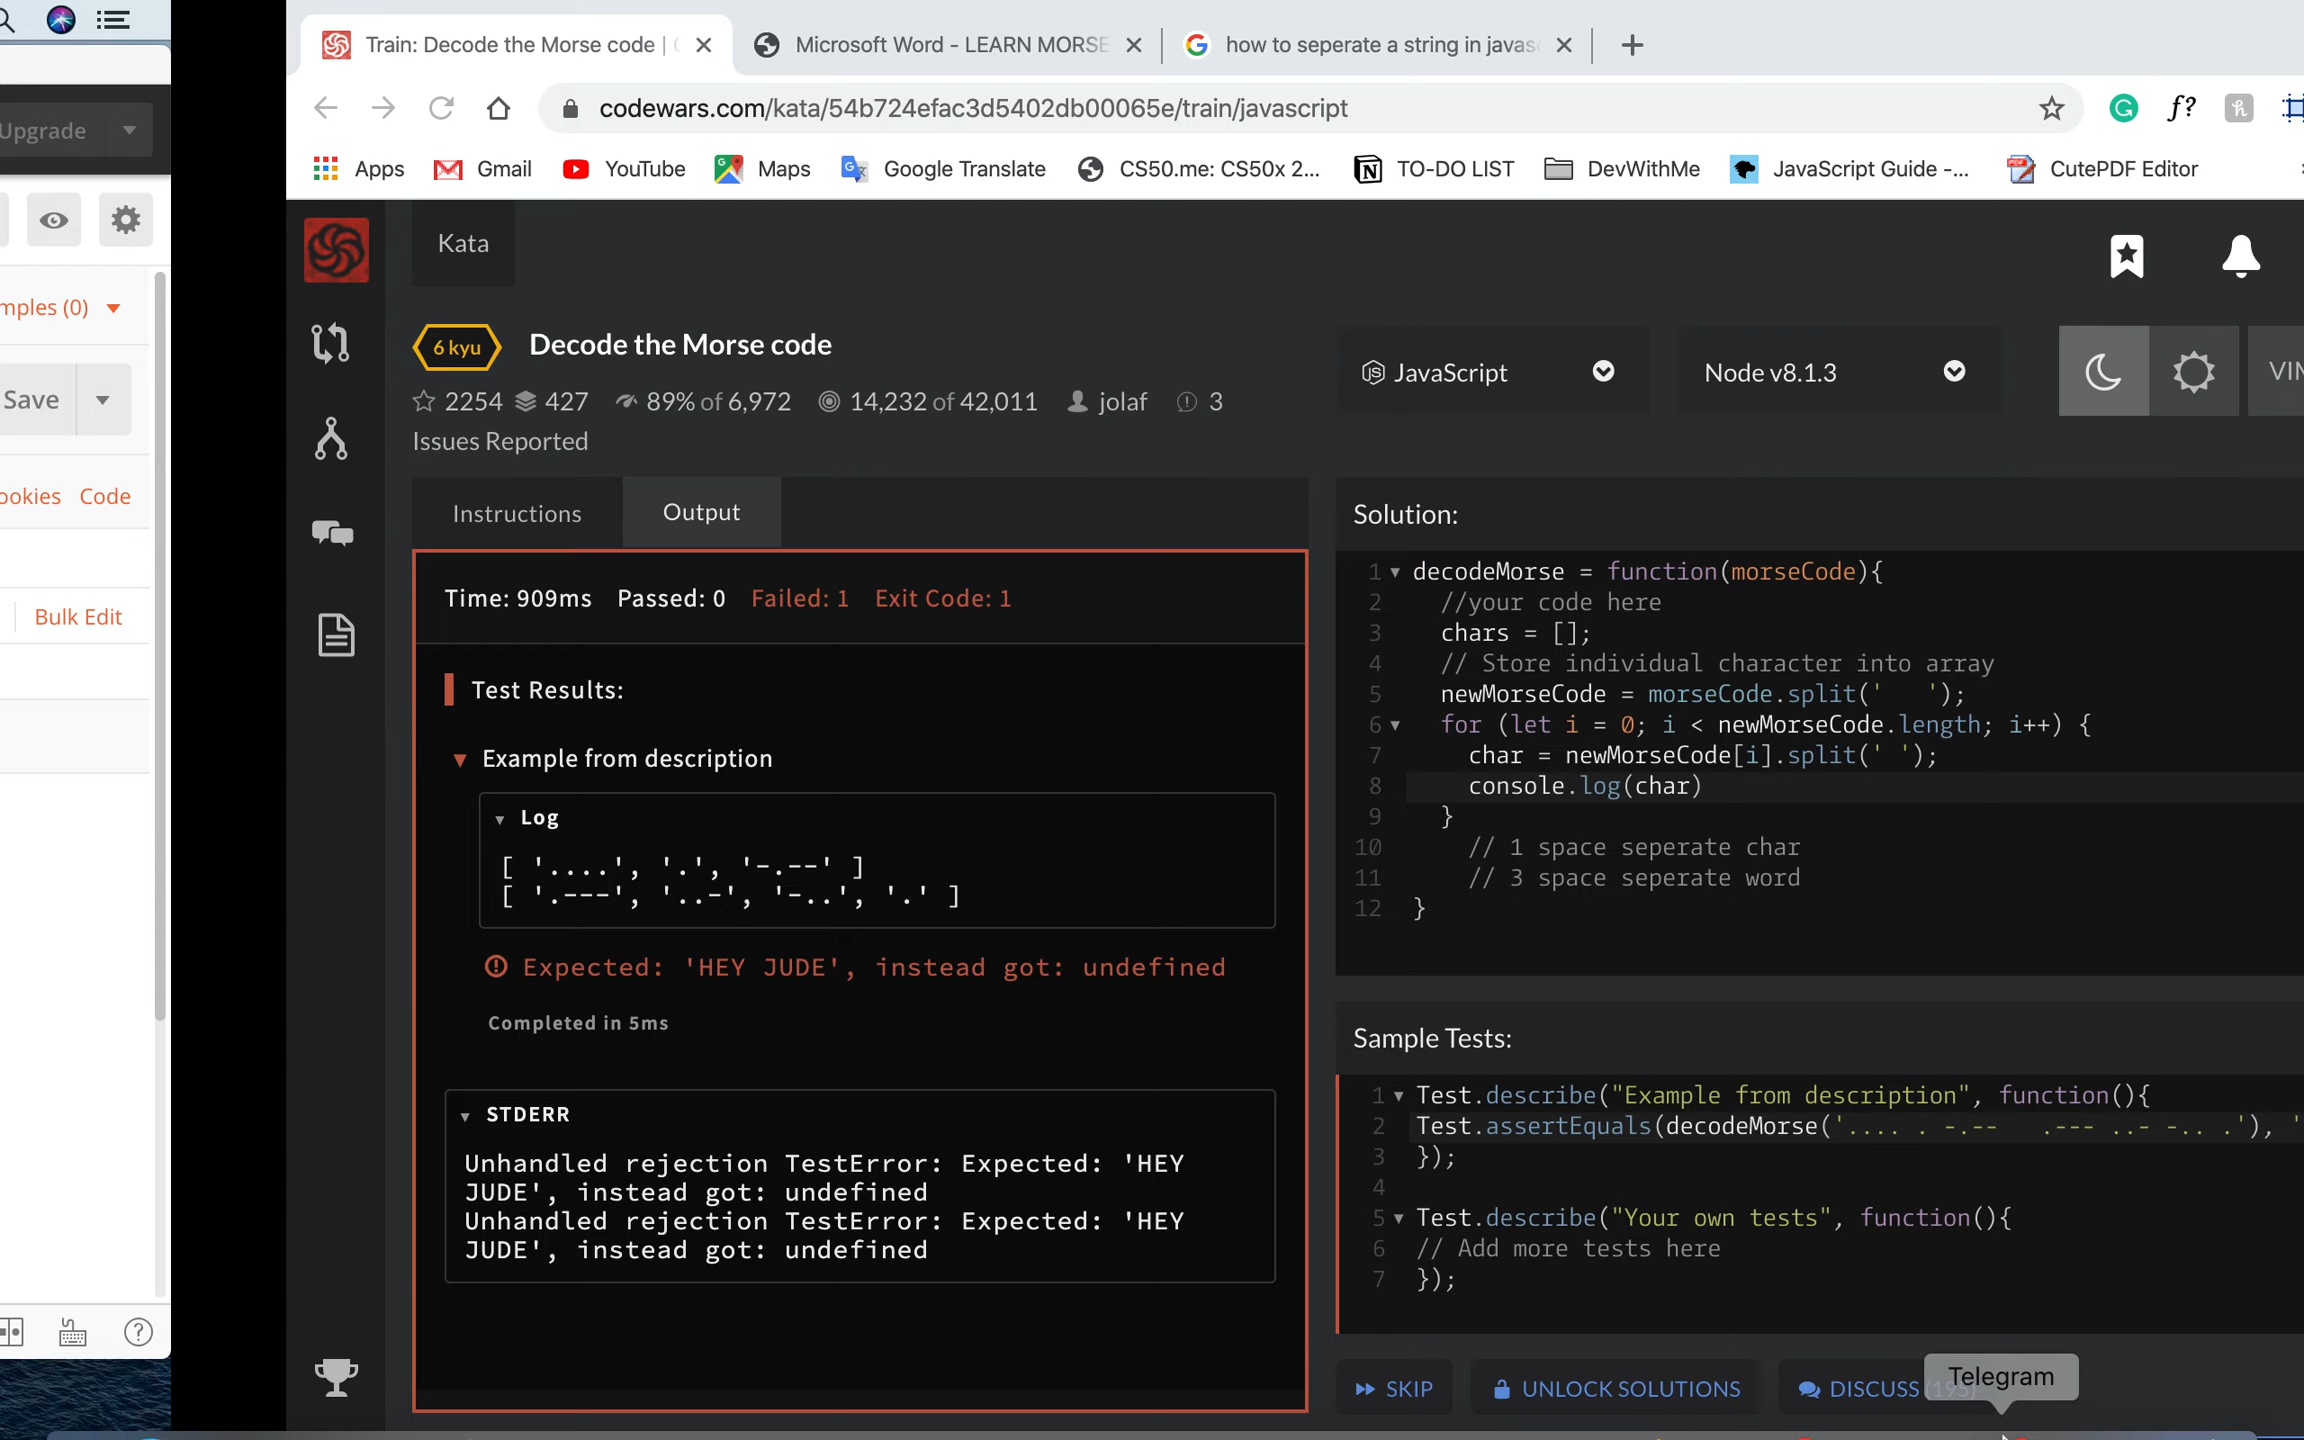 Train: Decode the Morse code |
Microsoft Word - LEARN MORSE
how to seperate a string in javasc
codewars.com/kata/54b724efac3d5402db00065e/train/javascript
Apps
Gmail
YouTube
Maps
Google Translate
CS50.me: CS50x 2...
TO-DO LIST
DevWithMe
JavaScript Guide -...
CutePDF Editor
Upgrade
mples (0)
Save
ookies Code
Bulk Edit
Kata
6 kyu
Decode the Morse code
2254 427 89% of 6,972 14,232 of 42,011 jolaf 3
Issues Reported
JavaScript
Node v8.1.3
VIM
Instructions
Output
Time: 909ms Passed: 0 Failed: 1 Exit Code: 1
Test Results:
Example from description
Log
[ '....', '.', '-.--' ]
[ '.---', '..-', '-..', '.' ]
Expected: 'HEY JUDE', instead got: undefined
Completed in 5ms
STDERR
Unhandled rejection TestError: Expected: 'HEY
JUDE', instead got: undefined
Unhandled rejection TestError: Expected: 'HEY
JUDE', instead got: undefined
Solution:
1 decodeMorse = function(morseCode){
2 //your code here
3 chars = [];
4 // Store individual character into array
5 newMorseCode = morseCode.split('   ');
6 for (let i = 0; i < newMorseCode.length; i++) {
7 char = newMorseCode[i].split(' ');
8 console.log(char)
9 }
10 // 1 space seperate char
11 // 3 space seperate word
12 }
Sample Tests:
1 Test.describe("Example from description", function(){
2 Test.assertEquals(decodeMorse('.... . -.--   .--- ..- -.. .'), '
3 });
4
5 Test.describe("Your own tests", function(){
6 // Add more tests here
7 });
SKIP
UNLOCK SOLUTIONS
DISCUSS (195)
Telegram